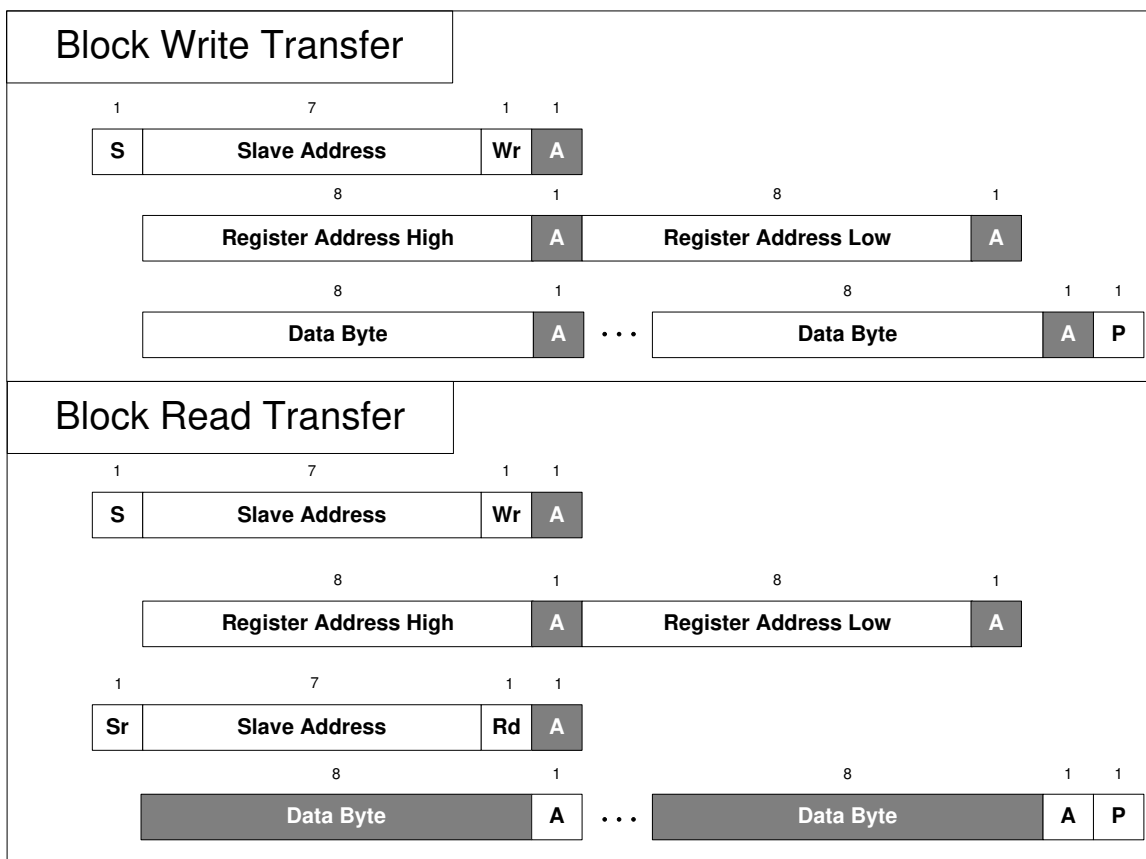 Block Write Transfer
1 7 1 1
S Slave Address Wr A
8 1 8 1
Register Address High A Register Address Low A
8 1 8 1 1
Data Byte A ... Data Byte A P
Block Read Transfer
1 7 1 1
S Slave Address Wr A
8 1 8 1
Register Address High A Register Address Low A
1 7 1 1
Sr Slave Address Rd A
8 1 8 1 1
Data Byte A ... Data Byte A P